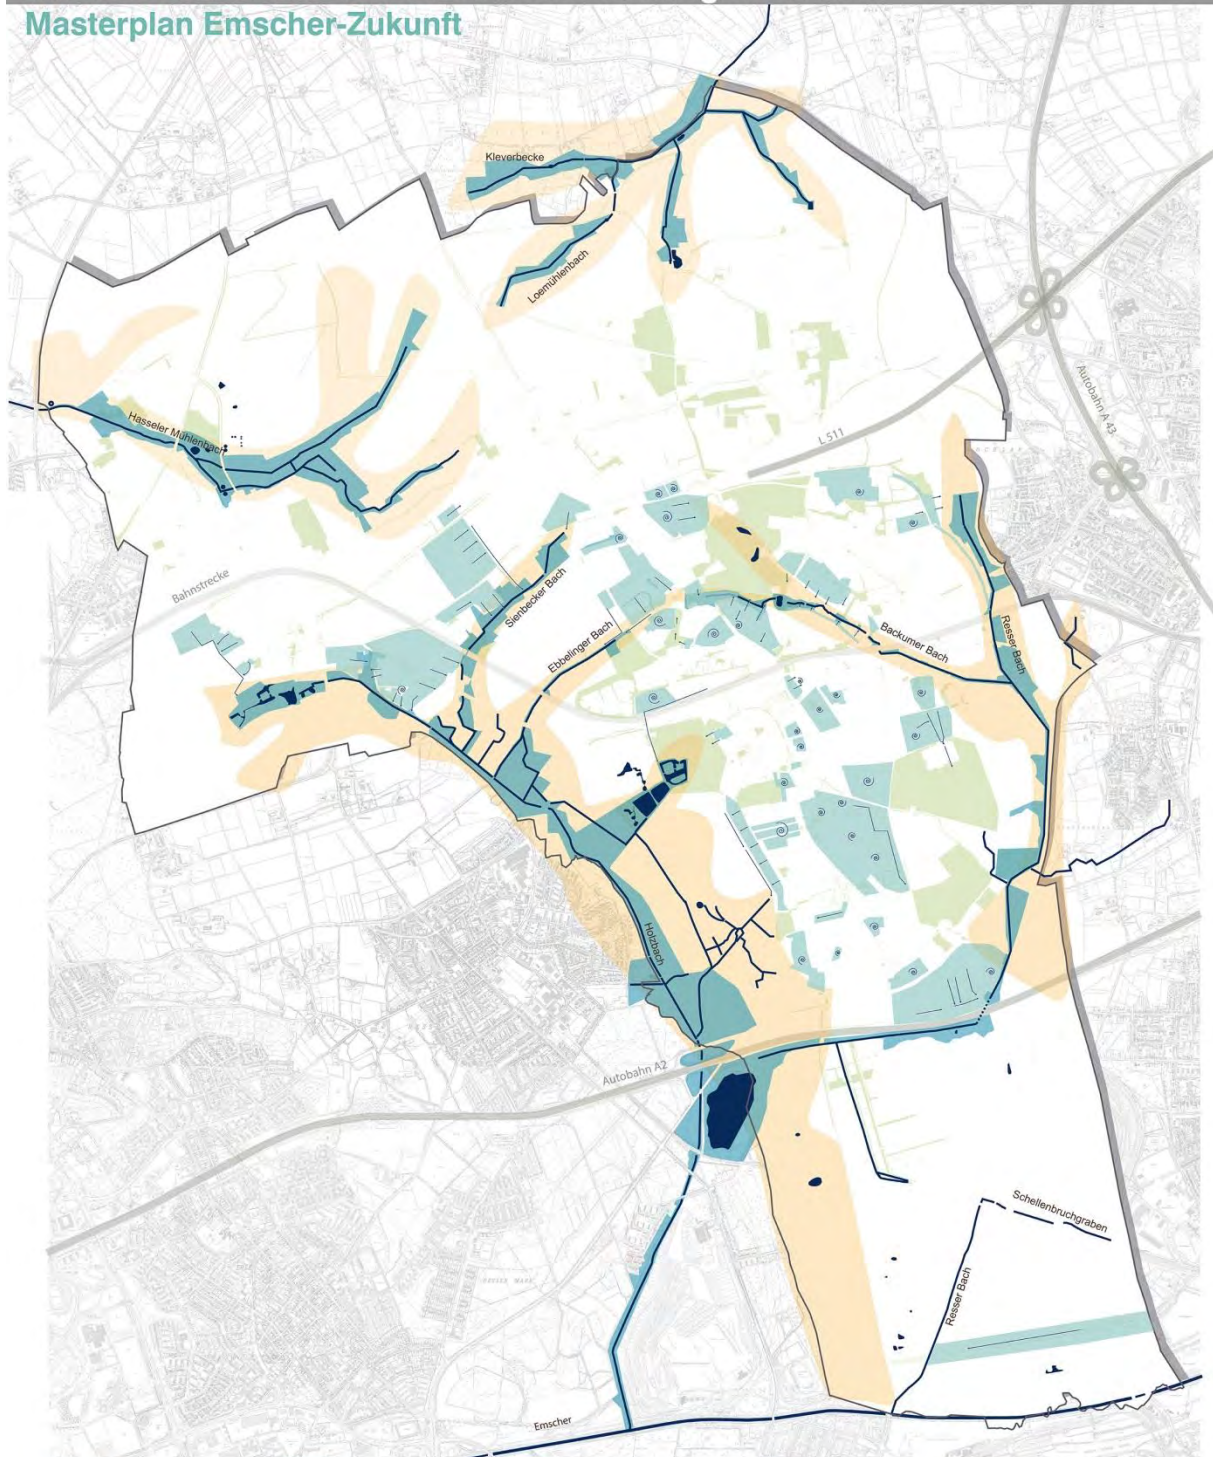 Masterplan Emscher-Zukunft
Kleverbecke
Loemühlenbach
Autobahn A 43
Hasseler Mühlenbach
L 511
Bahnstrecke
Sienbecker Bach
Ebbelinger Bach
Backumer Bach
Resser Bach
Holzbach
Autobahn A2
Schellenbruchgraben
Resser Bach
Emscher